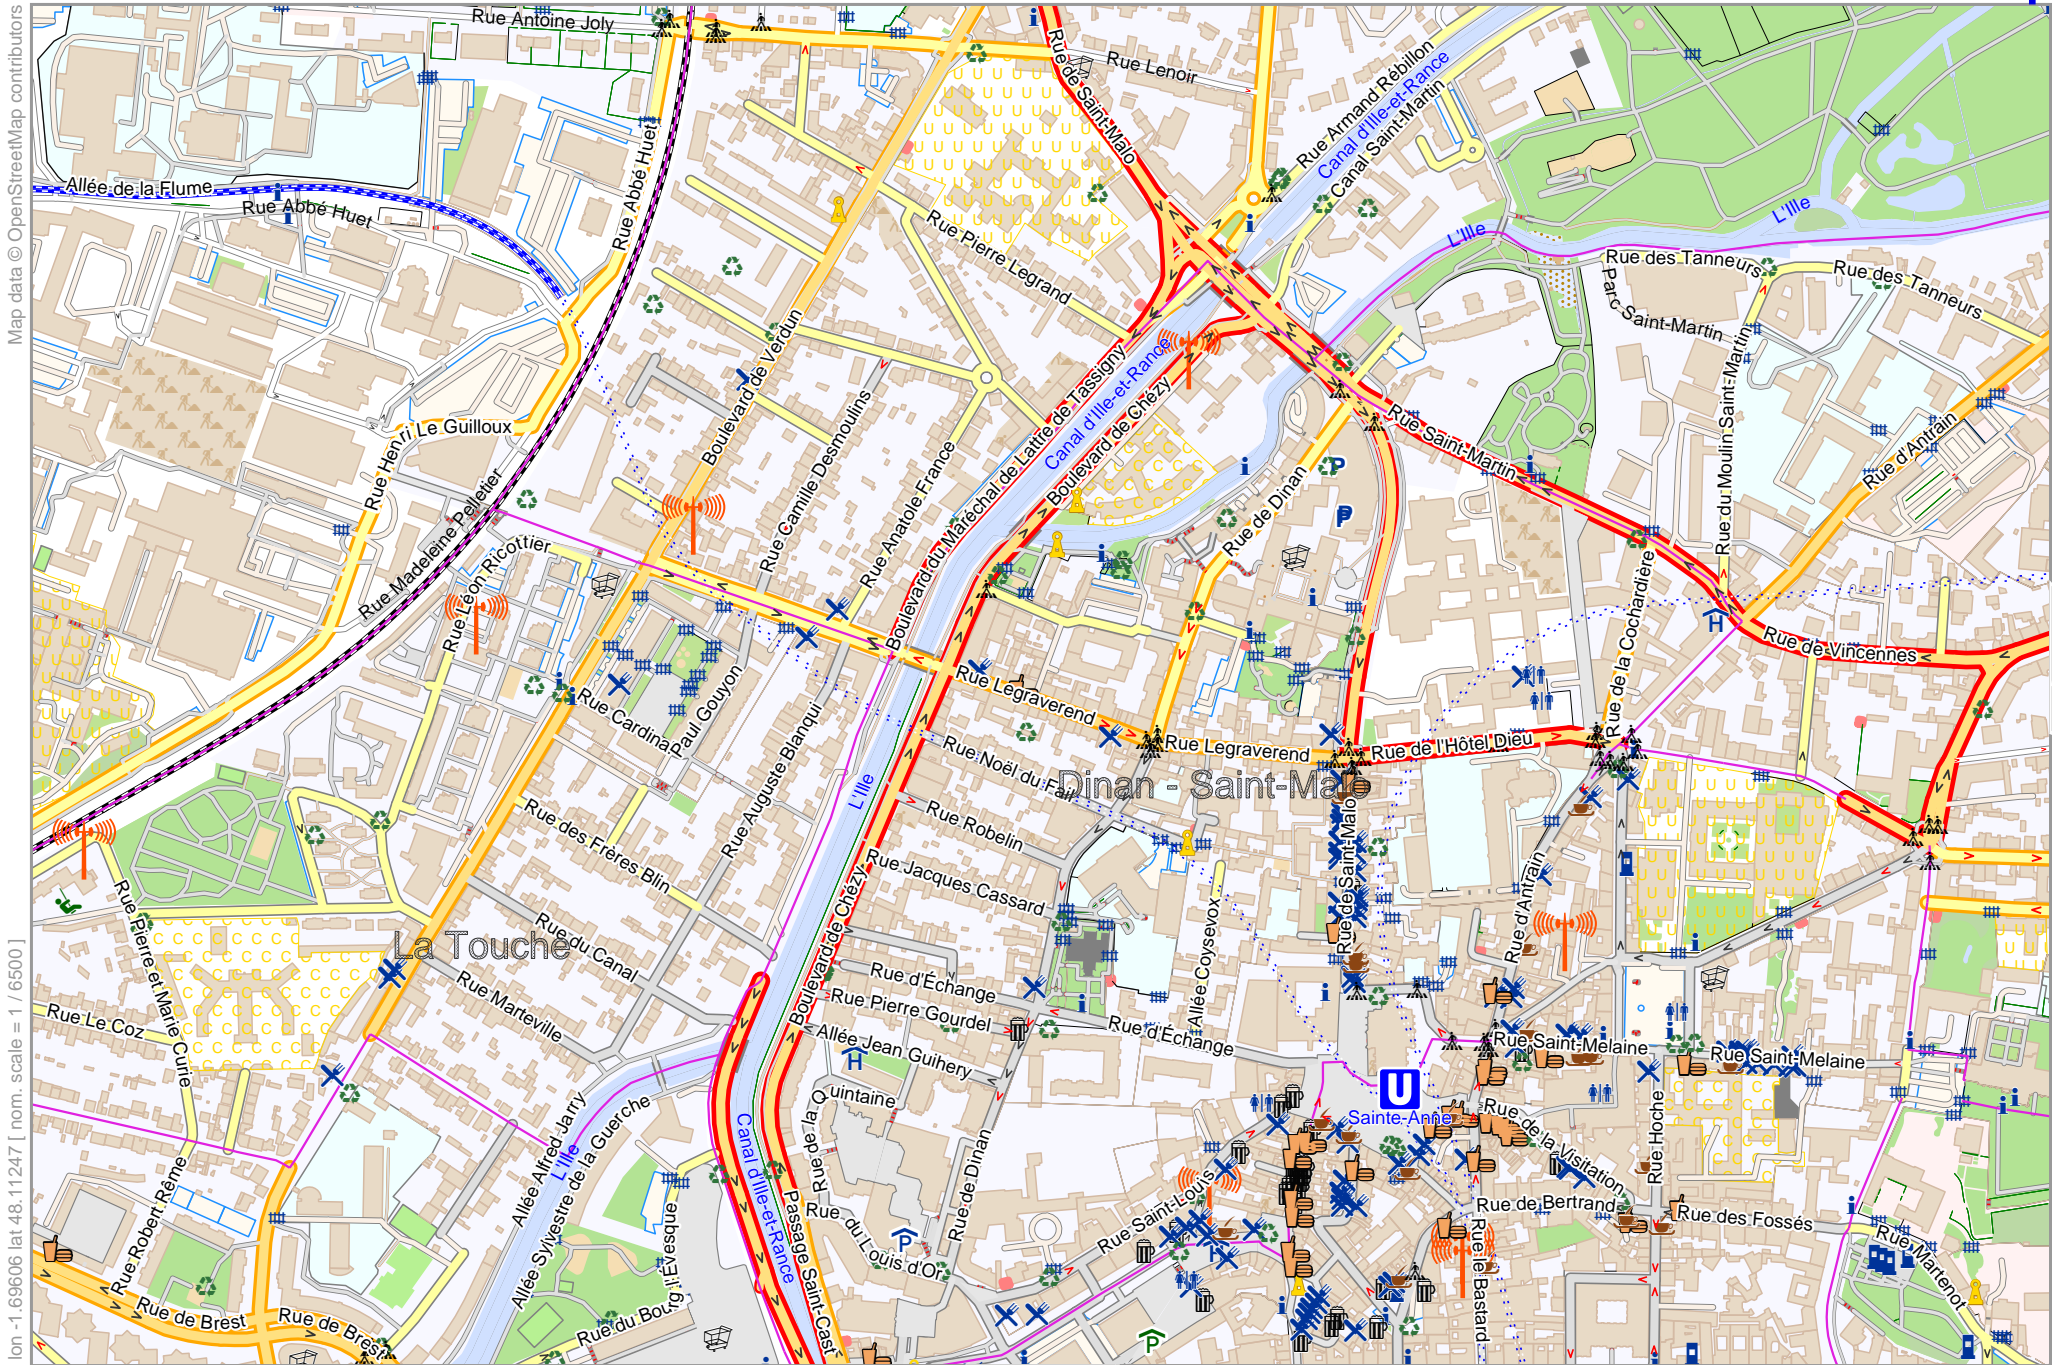 Map data © OpenStreetMap contributors
lon -1.69606 lat 48.11247 [ nom. scale = 1 / 6500 ]
Rue Antoine Joly
Rue de Saint-Malo
Rue Lenoir
Rue Armand Rébillon
Canal d'Ille-et-Rance
Canal Saint-Martin
Rue Abbé Huet
Allée de la Flume
Rue Abbé Huet
Rue Pierre Legrand
L'Ille
L'Ille
Rue des Tanneurs
Rue des Tanneurs
Parc Saint-Martin
Boulevard de Verdun
Boulevard du Maréchal de Lattre de Tassigny
Canal d'Ille-et-Rance
Boulevard de Chézy
Rue du Moulin Saint-Martin
Rue Henri Le Guilloux
Rue Camille Desmoulins
Rue Anatole France
Rue Saint-Martin
Rue d'Antrain
Rue de Dinan
P
P
Rue Madeleine Pelletier
Rue Léon Ricottier
Rue de la Cochardière
H
Rue de Vincennes
Rue Cardinal Paul Gouyon
Rue Legraverend
Rue Legraverend
Rue de l'Hôtel Dieu
Rue Auguste Blanqui
Rue Noël du Fail
Dinan - Saint-Malo
L'Ille
Rue des Frères Blin
Rue Robelin
Rue de Saint-Malo
Rue Jacques Cassard
Rue d'Antrain
Boulevard de Chézy
Rue Pierre et Marie Curie
La Touche
Rue du Canal
Allée Coysevox
Rue d'Échange
Rue Marteville
Rue Pierre Gourdel
Rue d'Échange
Rue Le Coz
Allée Jean Guihery
H
Rue Saint-Melaine
Rue Saint-Melaine
U
Sainte-Anne
Rue de la Quintaine
Allée Alfred Jarry
L'Ille
Allée Sylvestre de la Guerche
Canal d'Ille-et-Rance
Rue de la Visitation
Rue Hoche
Rue de Dinan
Rue Robert Rême
Rue Saint-Louis
Rue de Bertrand
Rue des Fossés
Passage Saint-Cast
Rue du Louis d'Or
P
H
Rue le Bastard
Rue Martenot
Rue de Brest
Rue de Brest
Rue du Bourg l'Évesque
P